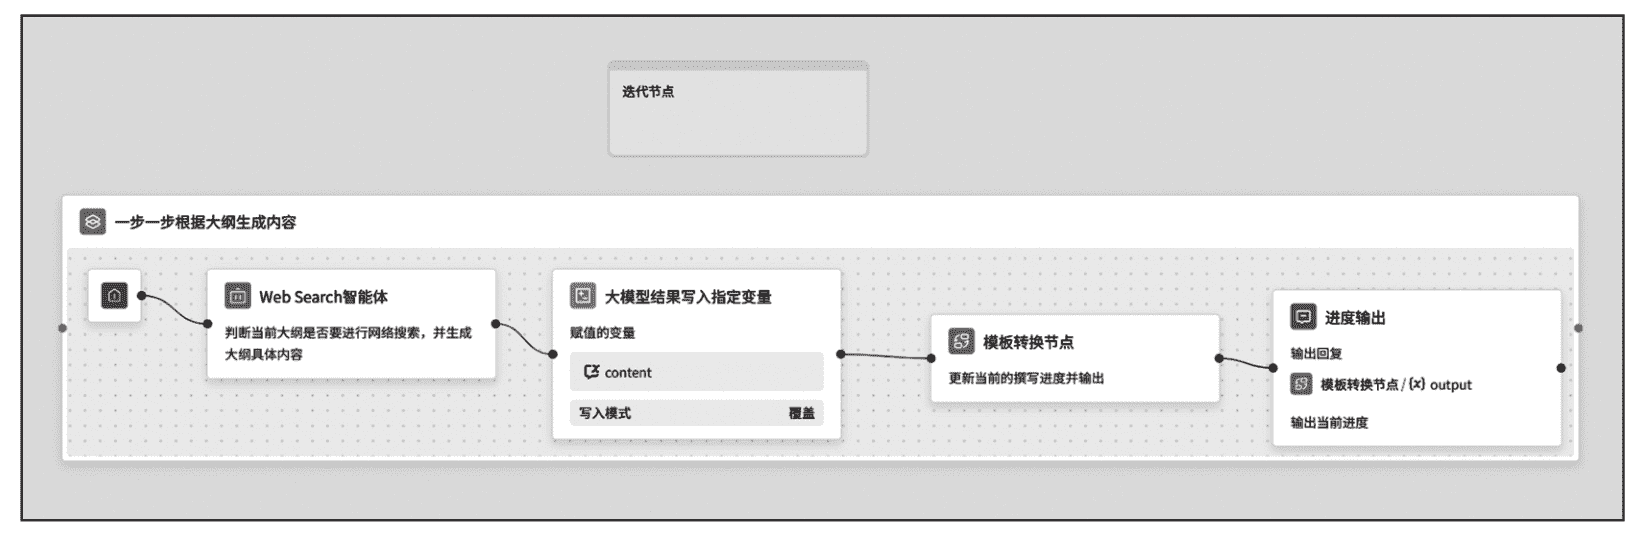 迭代节点
一步一步根据大纲生成内容
Web Search智能体
判断当前大纲是否要进行网络搜索，并生成
大纲具体内容
大模型结果写入指定变量
赋值的变量
content
写入模式 覆盖
模板转换节点
更新当前的撰写进度并输出
进度输出
输出回复
模板转换节点 / (x) output
输出当前进度